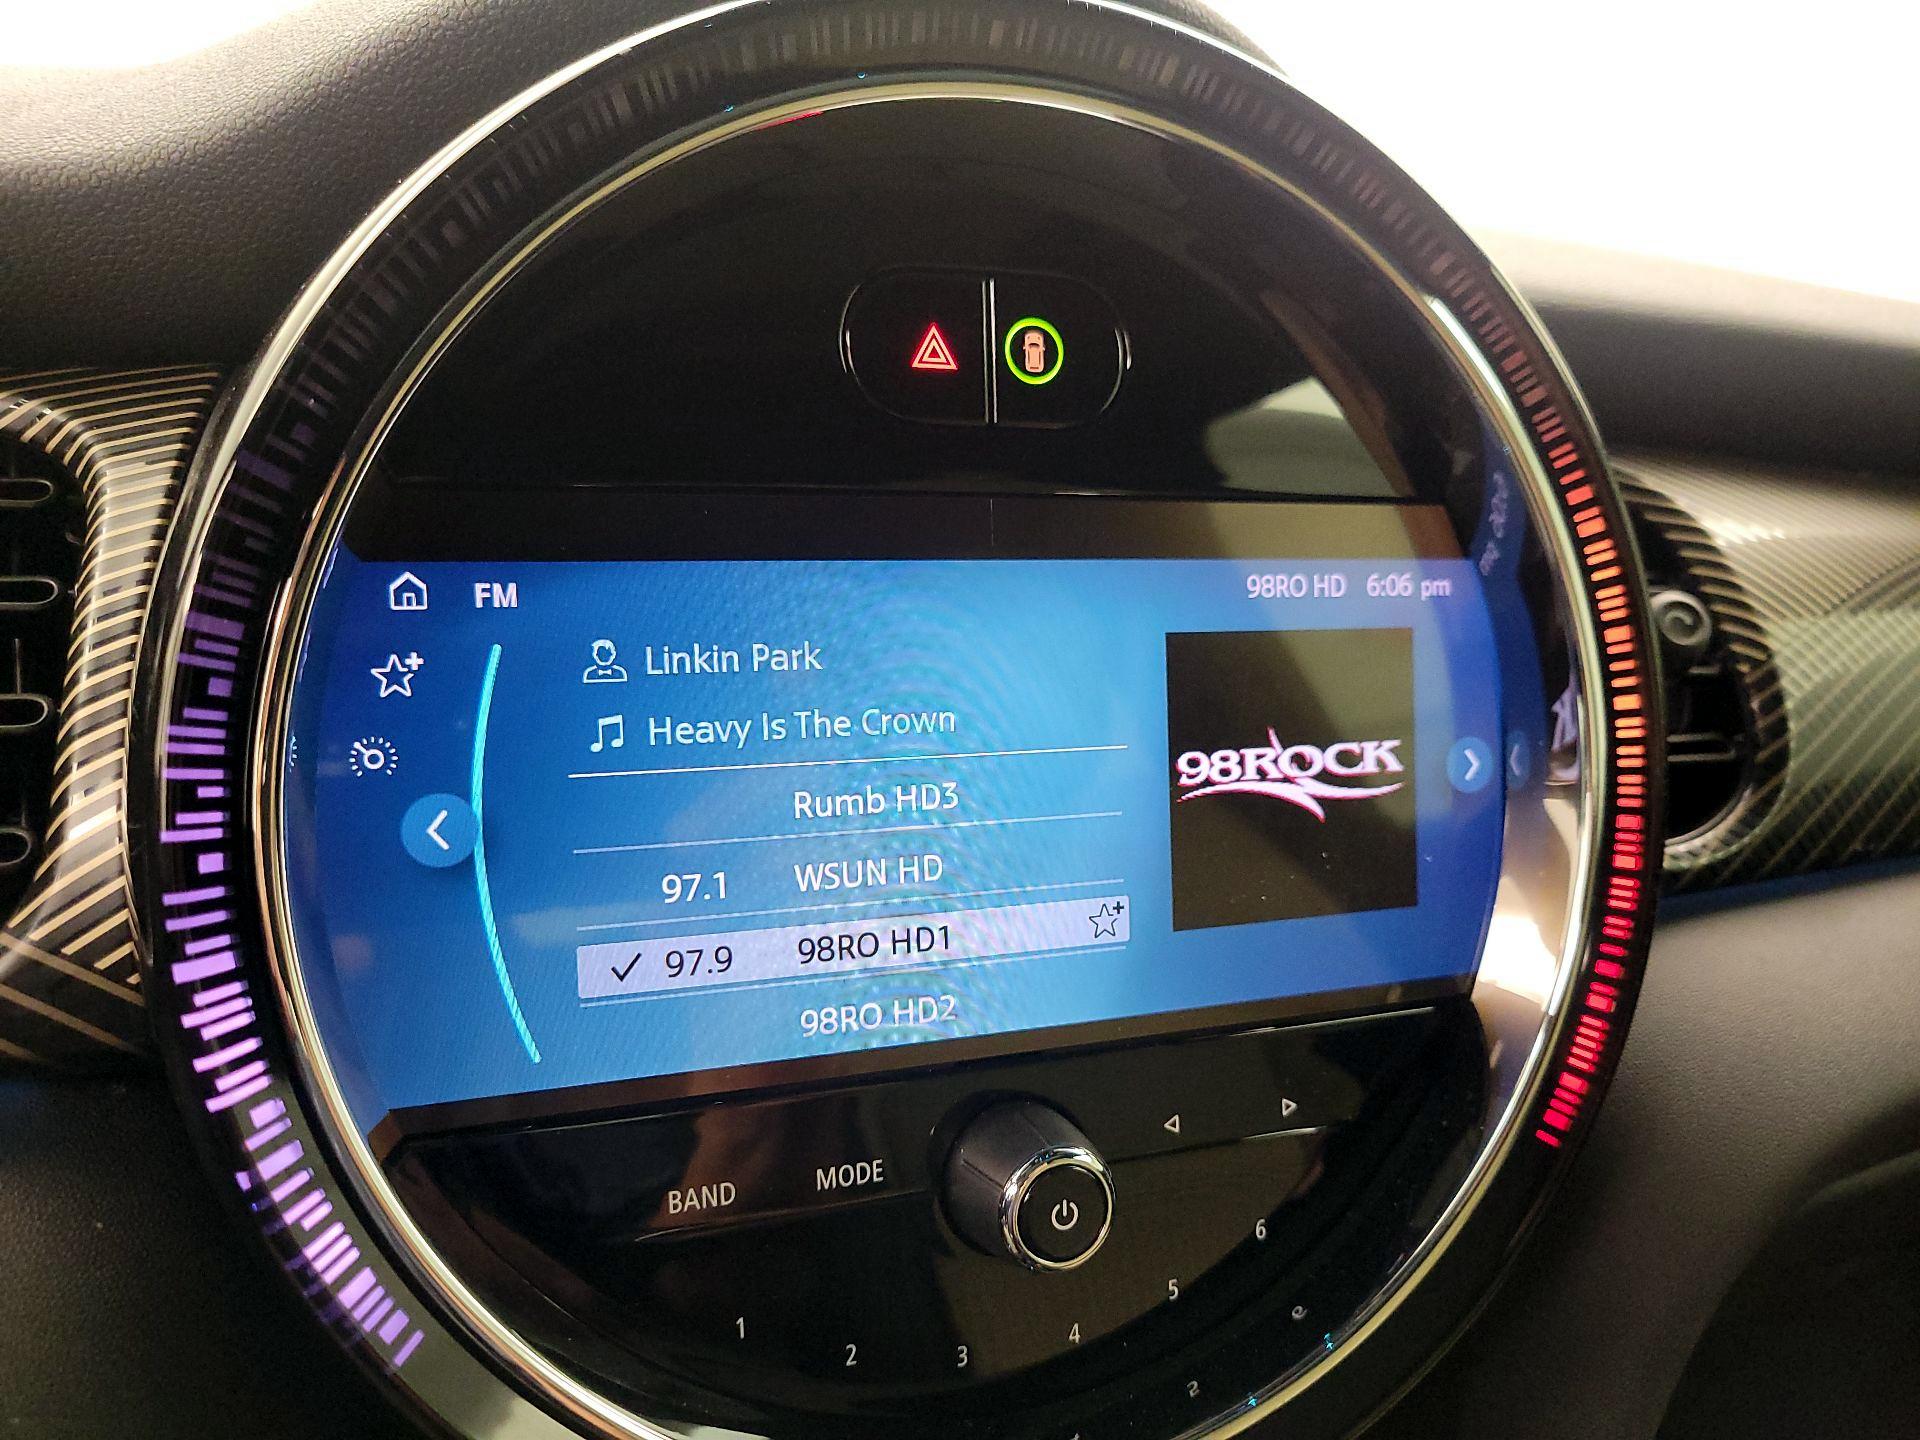 FM 98RO HD 6:06 pm
Linkin Park
Heavy Is The Crown
98ROCK
Rumb HD3
97.1 WSUN HD
97.9 98RO HD1
98RO HD2
BAND MODE
1 2 3 4 5 6